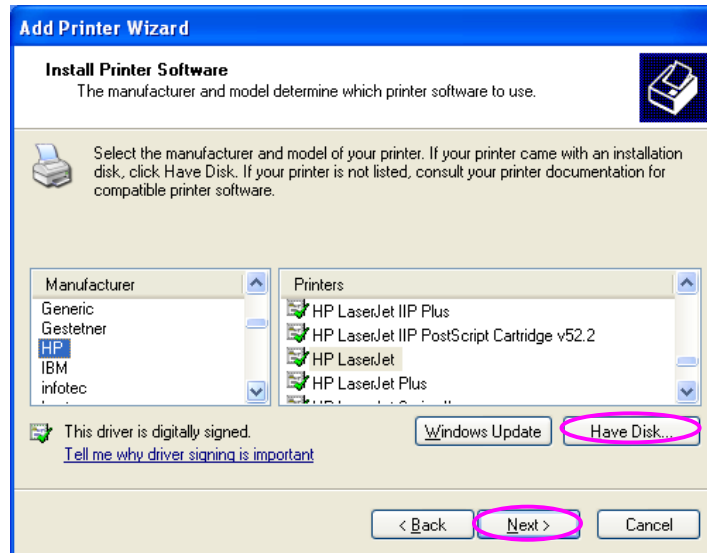 Add Printer Wizard
Install Printer Software
The manufacturer and model determine which printer software to use.
Select the manufacturer and model of your printer. If your printer came with an installation
disk, click Have Disk. If your printer is not listed, consult your printer documentation for
compatible printer software.
Manufacturer
Generic
Gestetner
HP
IBM
infotec
Printers
HP LaserJet IIP Plus
HP LaserJet IIP PostScript Cartridge v52.2
HP LaserJet
HP LaserJet Plus
This driver is digitally signed.
Tell me why driver signing is important
Windows Update
Have Disk...
< Back
Next >
Cancel